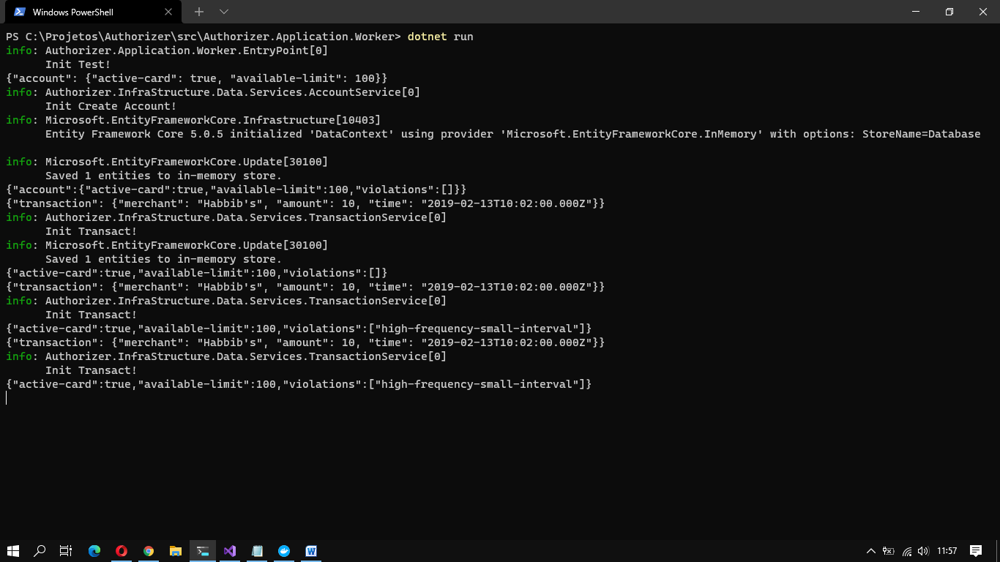 Windows PowerShell
PS C:\Projetos\Authorizer\src\Authorizer.Application.Worker> dotnet run
info: Authorizer.Application.Worker.EntryPoint[0]
      Init Test!
{"account": {"active-card": true, "available-limit": 100}}
info: Authorizer.InfraStructure.Data.Services.AccountService[0]
      Init Create Account!
info: Microsoft.EntityFrameworkCore.Infrastructure[10403]
      Entity Framework Core 5.0.5 initialized 'DataContext' using provider 'Microsoft.EntityFrameworkCore.InMemory' with options: StoreName=Database
info: Microsoft.EntityFrameworkCore.Update[30100]
      Saved 1 entities to in-memory store.
{"account":{"active-card":true,"available-limit":100,"violations":[]}}
{"transaction": {"merchant": "Habbib's", "amount": 10, "time": "2019-02-13T10:02:00.000Z"}}
info: Authorizer.InfraStructure.Data.Services.TransactionService[0]
      Init Transact!
info: Microsoft.EntityFrameworkCore.Update[30100]
      Saved 1 entities to in-memory store.
{"active-card":true,"available-limit":100,"violations":[]}
{"transaction": {"merchant": "Habbib's", "amount": 10, "time": "2019-02-13T10:02:00.000Z"}}
info: Authorizer.InfraStructure.Data.Services.TransactionService[0]
      Init Transact!
{"active-card":true,"available-limit":100,"violations":["high-frequency-small-interval"]}
{"transaction": {"merchant": "Habbib's", "amount": 10, "time": "2019-02-13T10:02:00.000Z"}}
info: Authorizer.InfraStructure.Data.Services.TransactionService[0]
      Init Transact!
{"active-card":true,"available-limit":100,"violations":["high-frequency-small-interval"]}
11:57